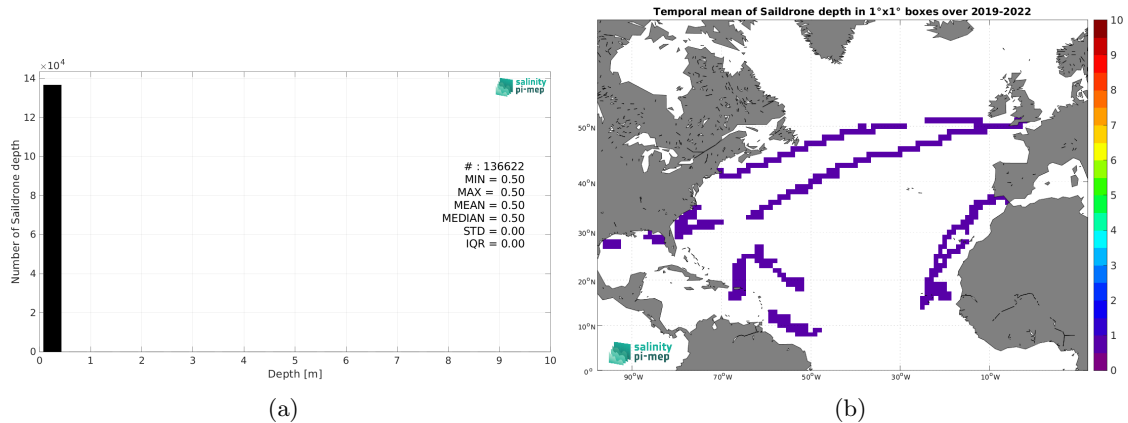 ×10⁴
14
12
10
8
6
4
2
0
Number of Saildrone depth
salinity
pi-mep
# : 136622
MIN = 0.50
MAX = 0.50
MEAN = 0.50
MEDIAN = 0.50
STD = 0.00
IQR = 0.00
0 1 2 3 4 5 6 7 8 9 10
Depth [m]
(a)
Temporal mean of Saildrone depth in 1°x1° boxes over 2019-2022
50°N
40°N
30°N
20°N
10°N
0°
90°W 70°W 50°W 30°W 10°W
salinity
pi-mep
10
9
8
7
6
5
4
3
2
1
0
(b)